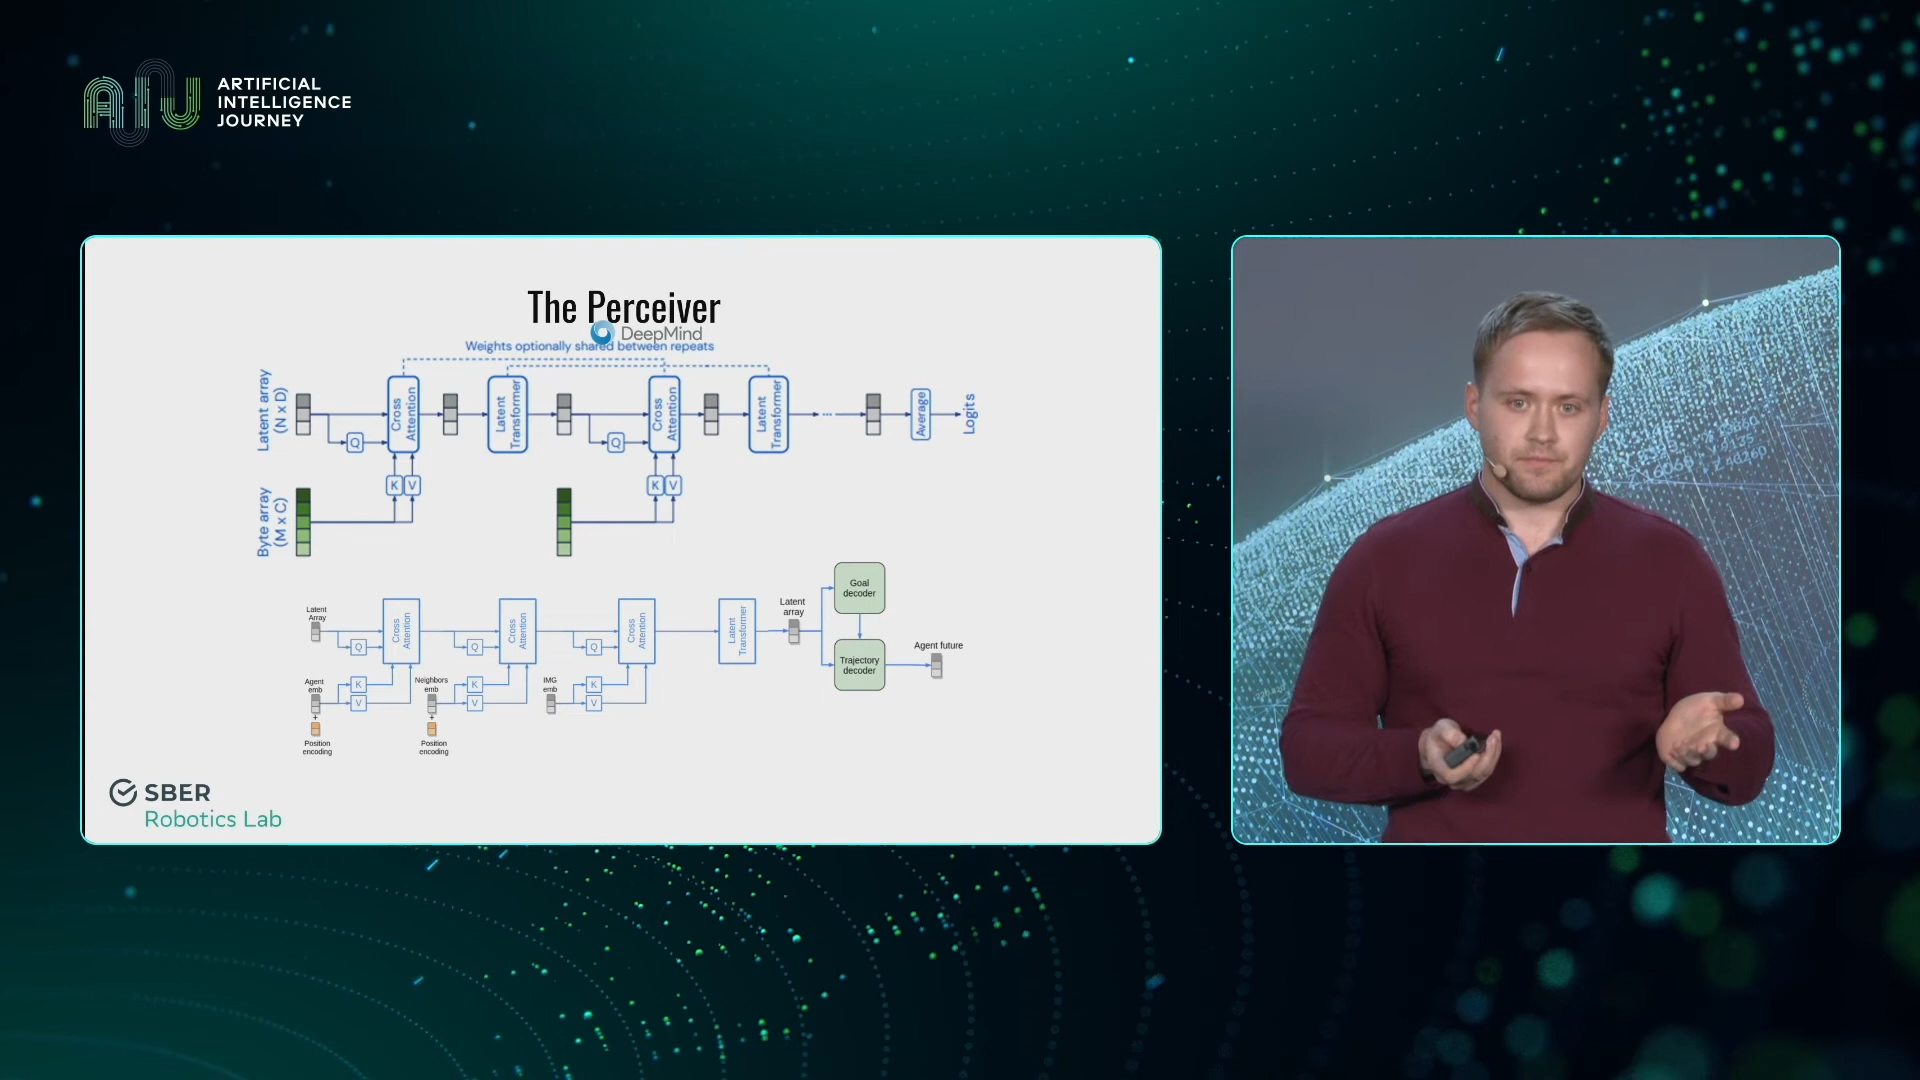 ARTIFICIAL
INTELLIGENCE
JOURNEY
The Perceiver
DeepMind
Weights optionally shared between repeats
Latent array
(N x D)
Q
Cross
Attention
Latent
Transformer
Q
Cross
Attention
Latent
Transformer
...
Average
Logits
K V
K V
Byte array
(M x C)
Latent
Array
Q
Cross
Attention
Q
Cross
Attention
Q
Cross
Attention
Latent
Transformer
Latent
array
Goal
decoder
Trajectory
decoder
Agent future
Agent
emb
K
V
Neighbors
emb
K
V
IMG
emb
K
V
+
Position
encoding
+
Position
encoding
SBER
Robotics Lab